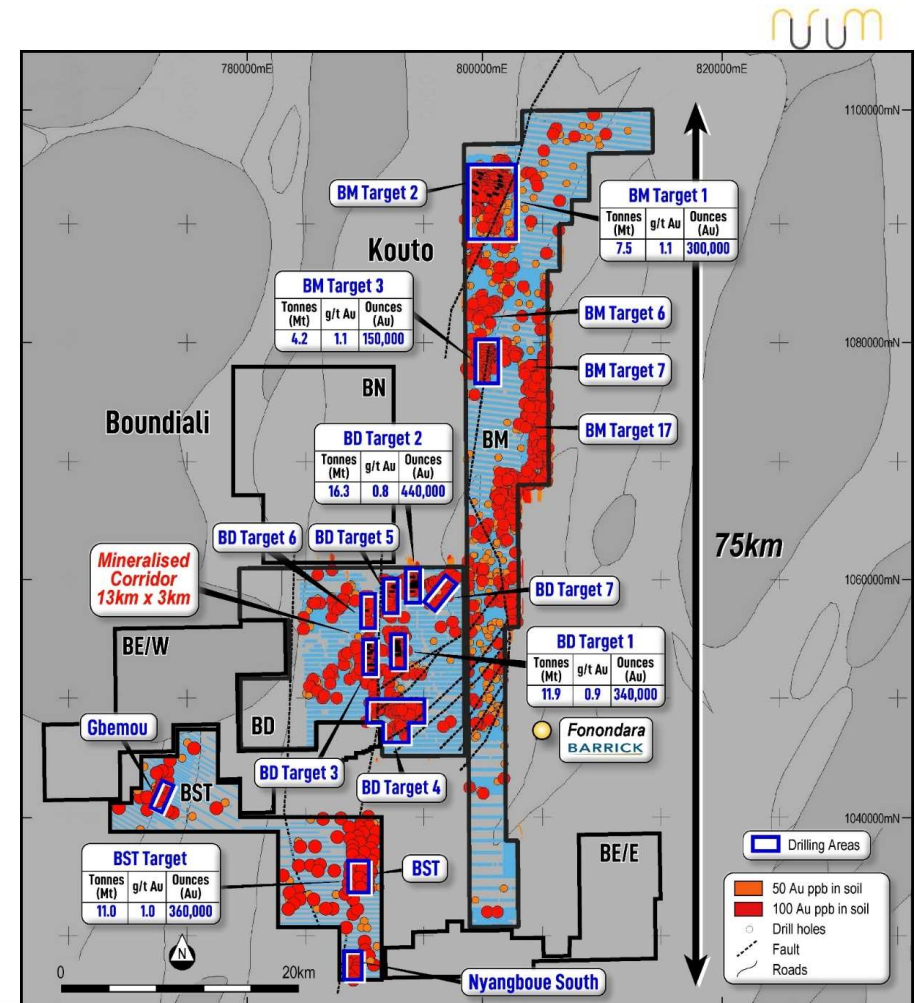 nurum
780000mE
800000mE
820000mE
1100000mN
BM Target 2
BM Target 1
Tonnes (Mt) g/t Au Ounces (Au)
7.5 1.1 300,000
Kouto
BM Target 3
Tonnes (Mt) g/t Au Ounces (Au)
4.2 1.1 150,000
BM Target 6
1080000mN
BM Target 7
BN
Boundiali
BM Target 17
BM
BD Target 2
Tonnes (Mt) g/t Au Ounces (Au)
16.3 0.8 440,000
75km
BD Target 6
BD Target 5
Mineralised
Corridor
13km x 3km
1060000mN
BD Target 7
BE/W
BD Target 1
Tonnes (Mt) g/t Au Ounces (Au)
11.9 0.9 340,000
Gbemou
BD
Fonondara
BARRICK
BD Target 3
BD Target 4
BST
1040000mN
BST Target
Tonnes (Mt) g/t Au Ounces (Au)
11.0 1.0 360,000
BST
BE/E
Drilling Areas
50 Au ppb in soil
100 Au ppb in soil
Drill holes
Fault
Roads
N
0 20km
Nyangboue South